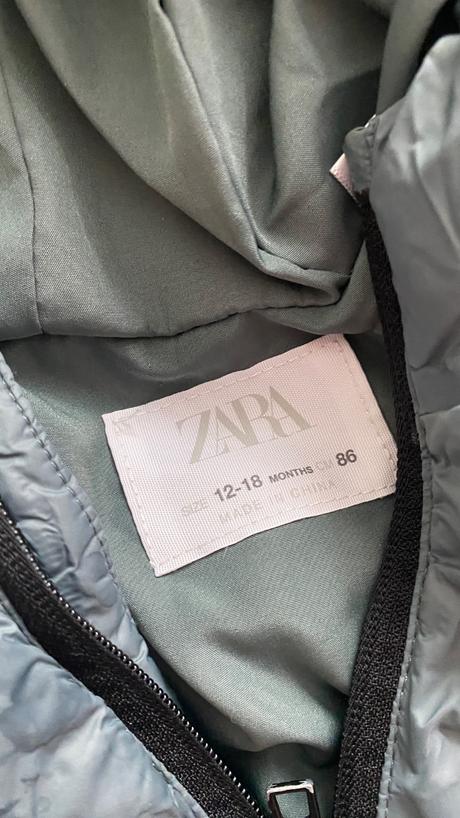 ZARA
SIZE 12-18 MONTHS CM 86
MADE IN CHINA